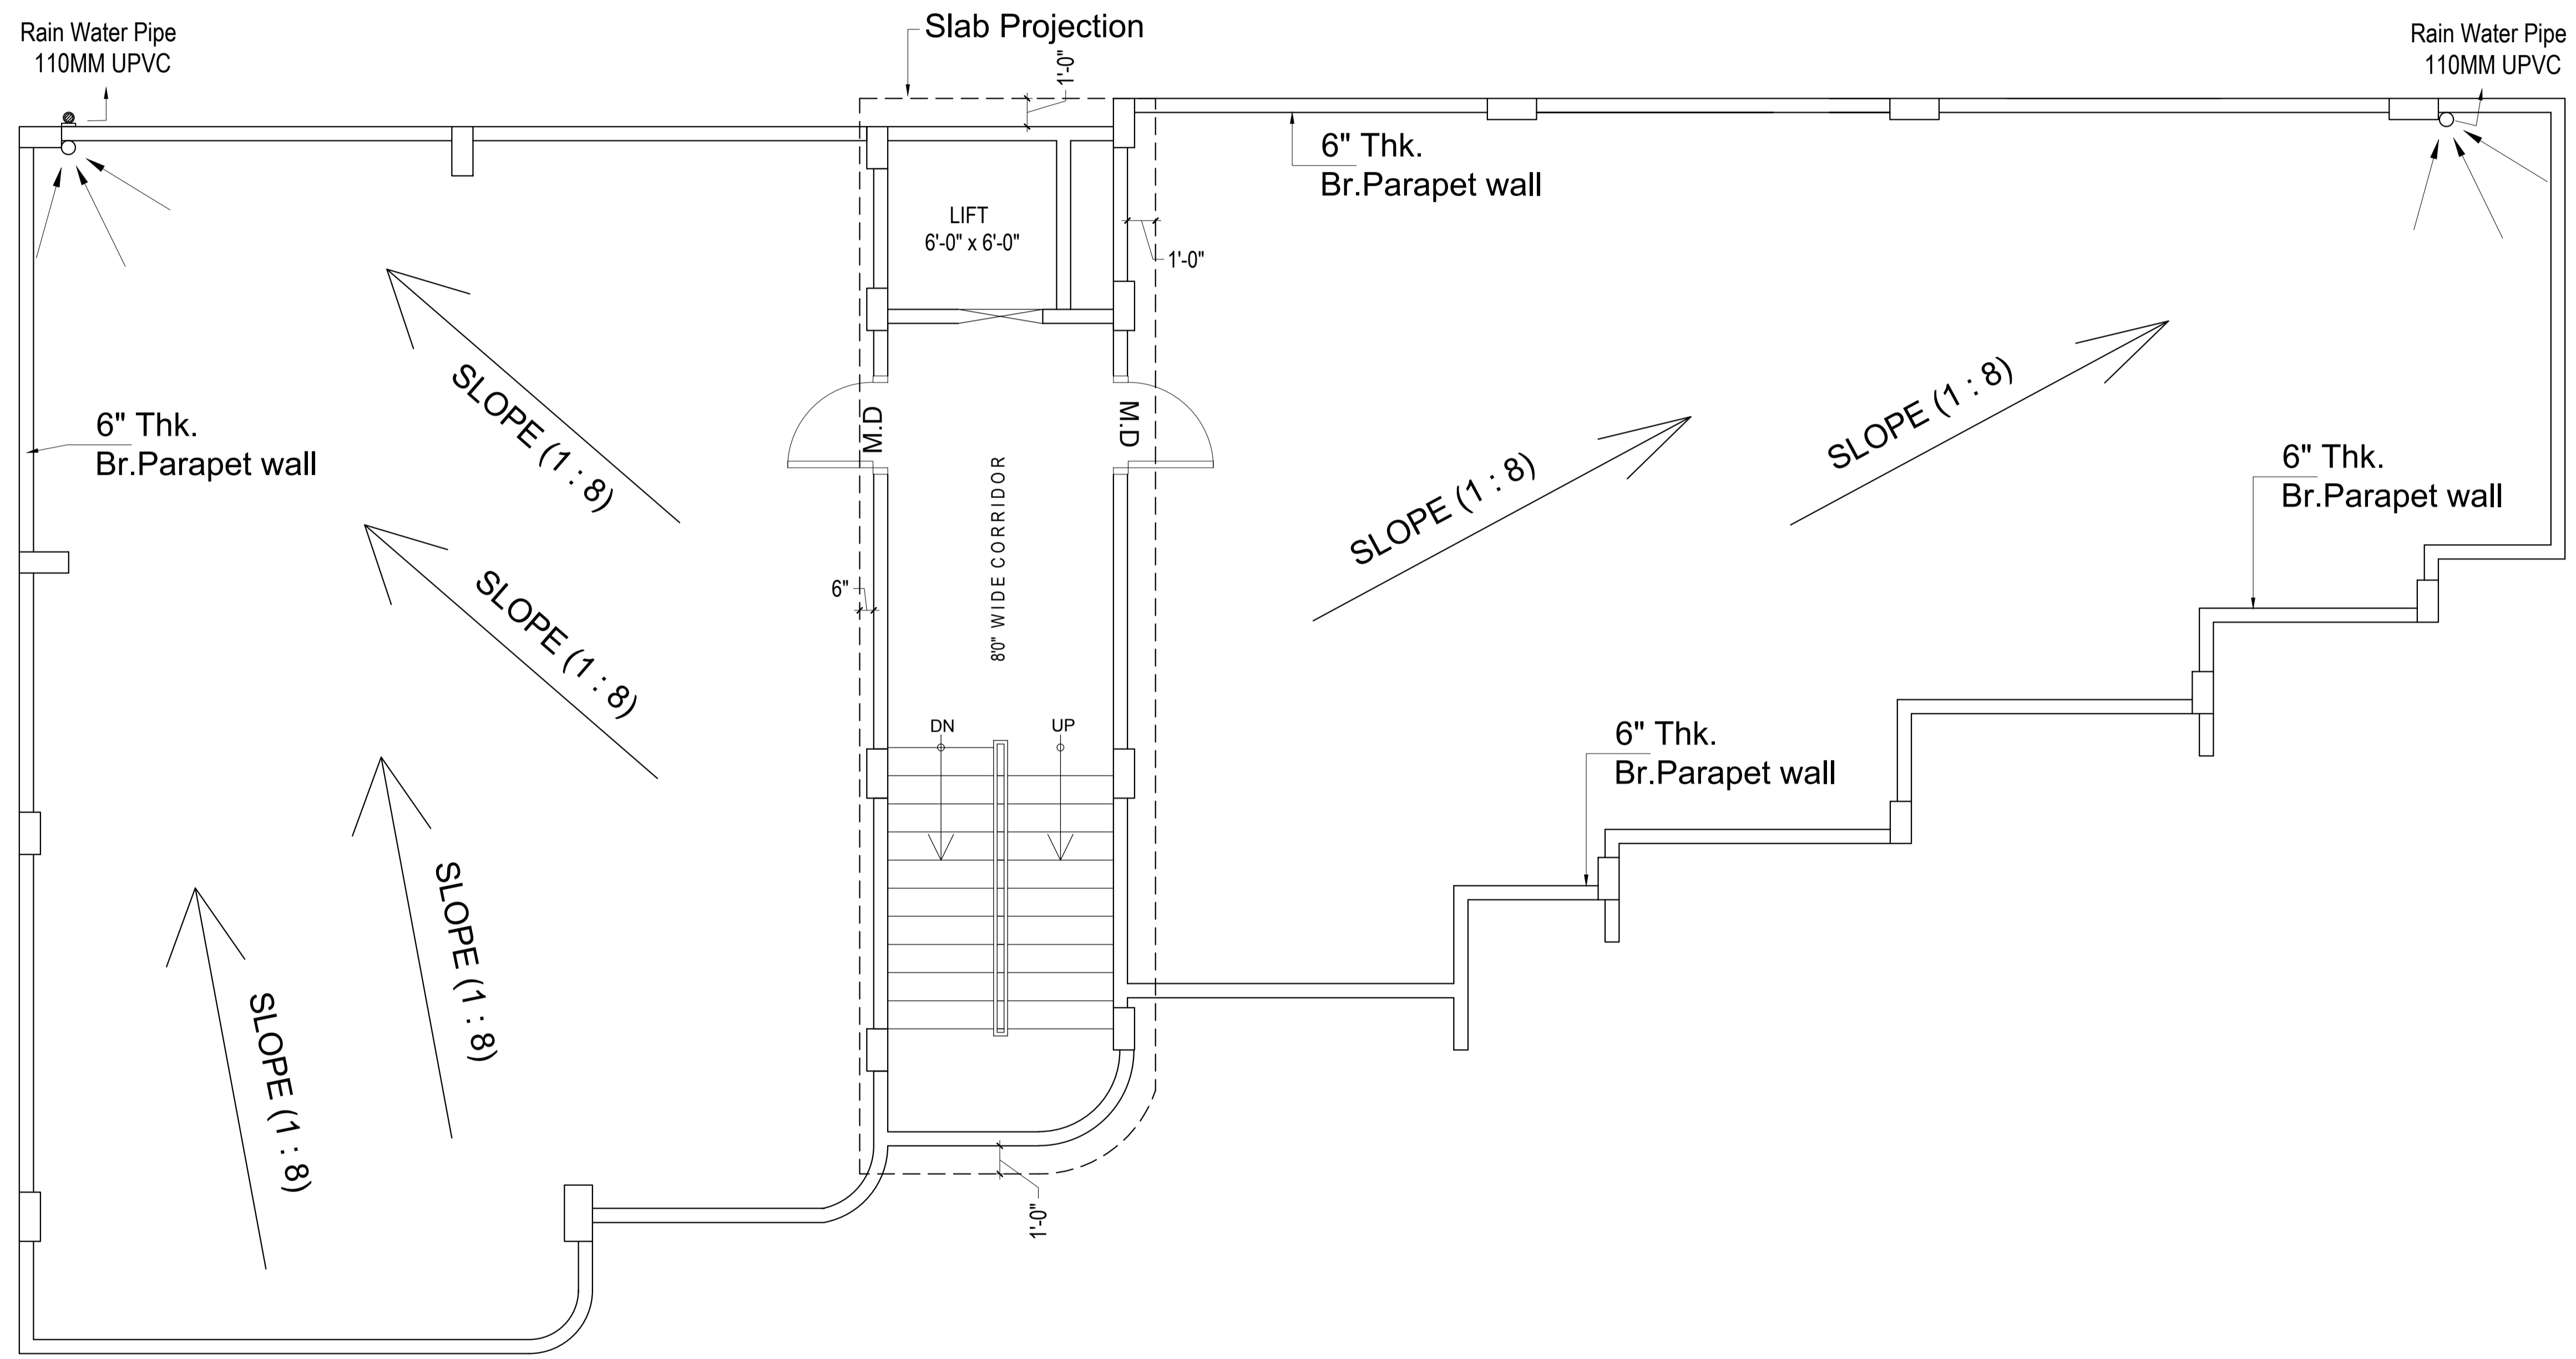 Slab Projection
Rain Water Pipe
110MM UPVC
Rain Water Pipe
110MM UPVC
1'-0"
6" Thk.
Br.Parapet wall
LIFT
6'-0" x 6'-0"
1'-0"
SLOPE (1 : 8)
SLOPE (1 : 8)
6" Thk.
Br.Parapet wall
M.D
M.D
SLOPE (1 : 8)
6" Thk.
Br.Parapet wall
8'0" WIDE CORRIDOR
6"
SLOPE (1 : 8)
DN
UP
6" Thk.
Br.Parapet wall
SLOPE (1 : 8)
SLOPE (1 : 8)
1'-0"